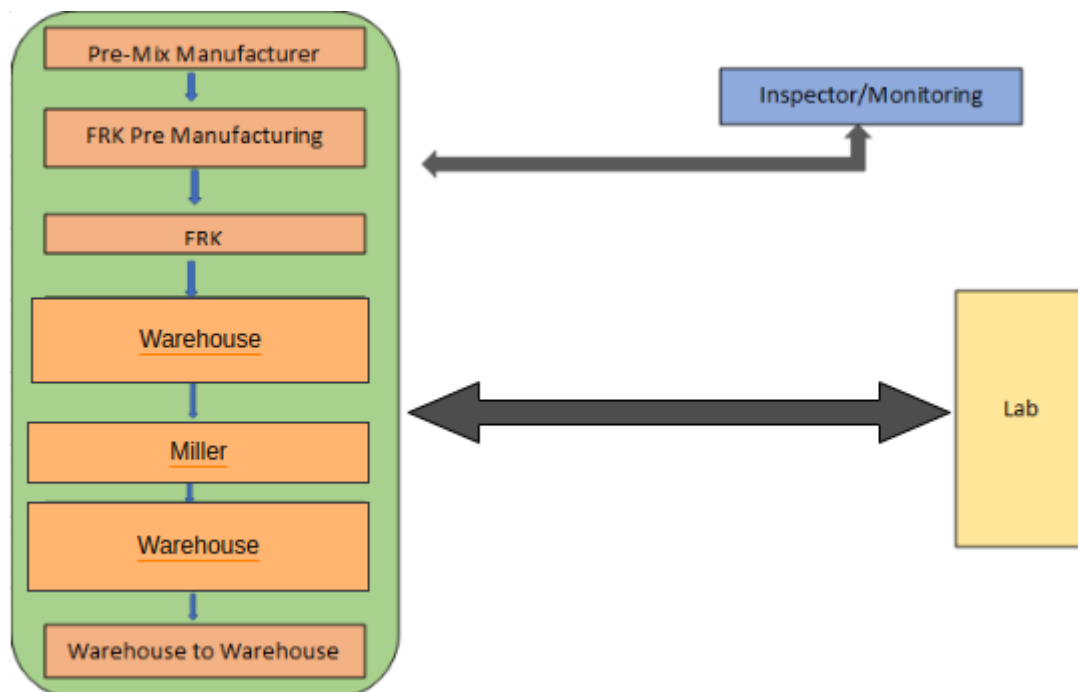 Pre-Mix Manufacturer
Inspector/Monitoring
FRK Pre Manufacturing
FRK
Warehouse
Lab
Miller
Warehouse
Warehouse to Warehouse